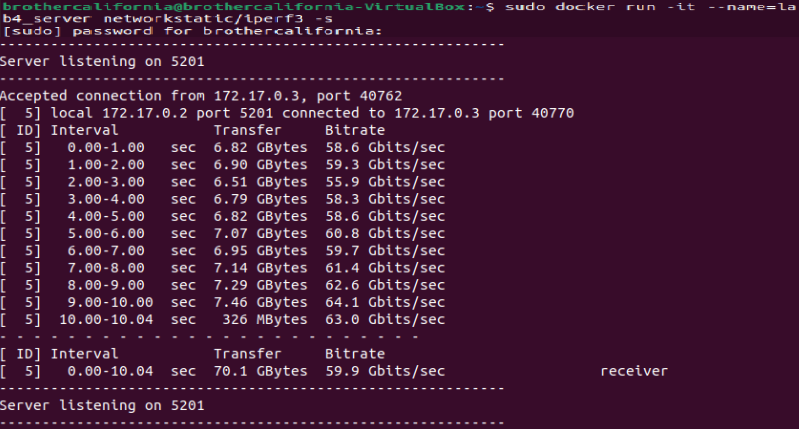 brothercalifornia@brothercalifornia-VirtualBox:~$ sudo docker run -it --name=la
b4_server networkstatic/iperf3 -s
[sudo] password for brothercalifornia:
-----------------------------------------------------------
Server listening on 5201
-----------------------------------------------------------
Accepted connection from 172.17.0.3, port 40762
[  5] local 172.17.0.2 port 5201 connected to 172.17.0.3 port 40770
[ ID] Interval           Transfer     Bitrate
[  5]   0.00-1.00   sec  6.82 GBytes  58.6 Gbits/sec
[  5]   1.00-2.00   sec  6.90 GBytes  59.3 Gbits/sec
[  5]   2.00-3.00   sec  6.51 GBytes  55.9 Gbits/sec
[  5]   3.00-4.00   sec  6.79 GBytes  58.3 Gbits/sec
[  5]   4.00-5.00   sec  6.82 GBytes  58.6 Gbits/sec
[  5]   5.00-6.00   sec  7.07 GBytes  60.8 Gbits/sec
[  5]   6.00-7.00   sec  6.95 GBytes  59.7 Gbits/sec
[  5]   7.00-8.00   sec  7.14 GBytes  61.4 Gbits/sec
[  5]   8.00-9.00   sec  7.29 GBytes  62.6 Gbits/sec
[  5]   9.00-10.00  sec  7.46 GBytes  64.1 Gbits/sec
[  5]  10.00-10.04  sec   326 MBytes  63.0 Gbits/sec
- - - - - - - - - - - - - - - - - - - - - - - - -
[ ID] Interval           Transfer     Bitrate
[  5]   0.00-10.04  sec  70.1 GBytes  59.9 Gbits/sec                  receiver
-----------------------------------------------------------
Server listening on 5201
-----------------------------------------------------------